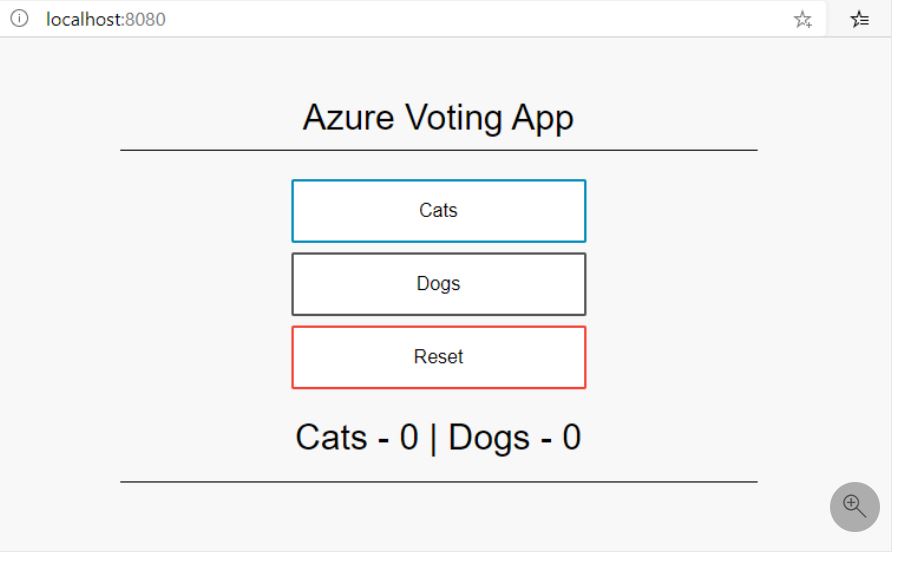 localhost:8080
Azure Voting App
Cats
Dogs
Reset
Cats - 0 | Dogs - 0